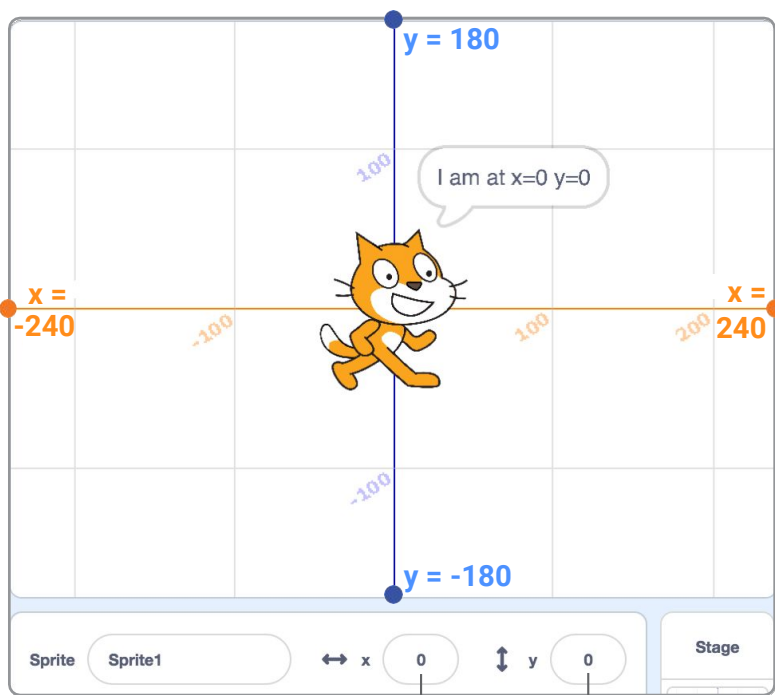 y = 180
100
I am at x=0 y=0
x =
-240
x =
240
-100
100
200
-100
y = -180
Sprite Sprite1 x 0 y 0
Stage